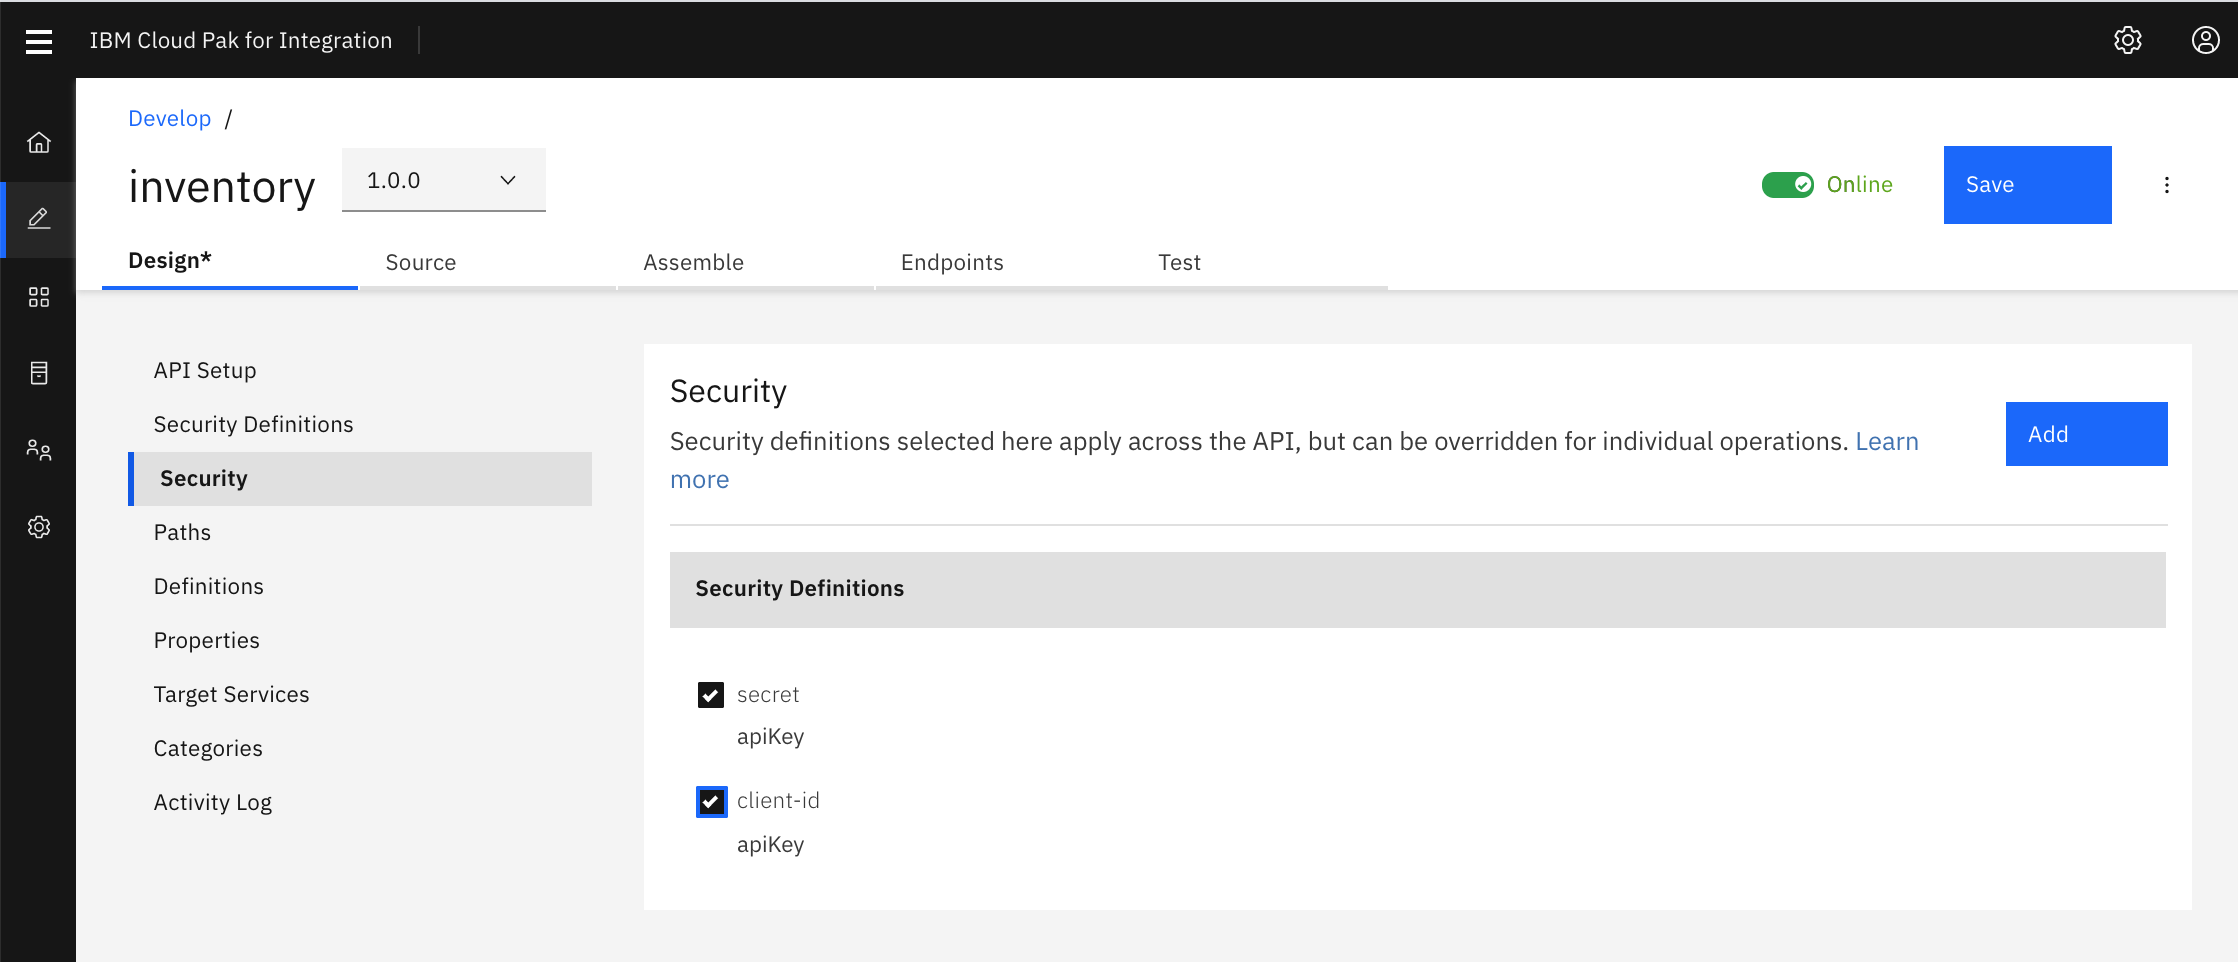 IBM Cloud Pak for Integration
Develop /
inventory
1.0.0
Online
Save
Design*
Source
Assemble
Endpoints
Test
API Setup
Security Definitions
Security
Paths
Definitions
Properties
Target Services
Categories
Activity Log
Security
Security definitions selected here apply across the API, but can be overridden for individual operations. Learn
more
Add
Security Definitions
secret
apiKey
client-id
apiKey